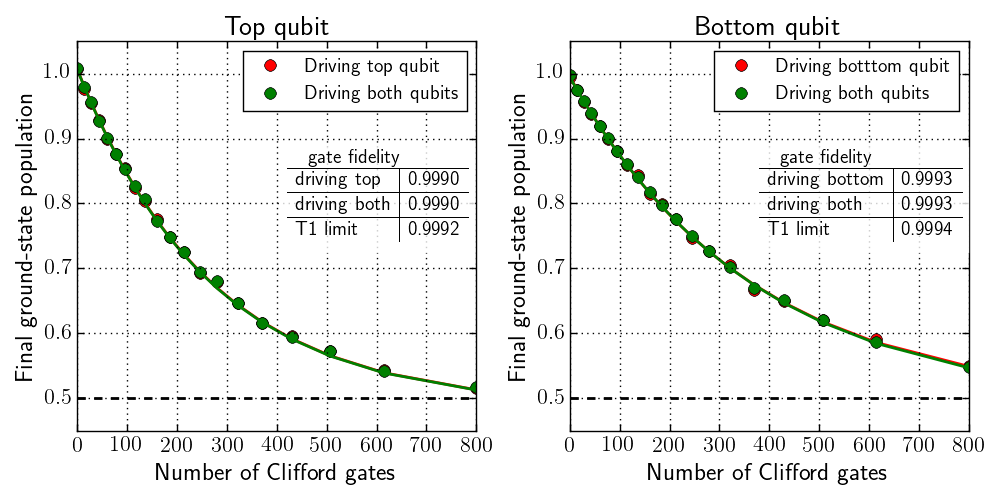 Top qubit
Driving top qubit
Driving both qubits
gate fidelity
driving top 0.9990
driving both 0.9990
T1 limit 0.9992
Final ground-state population
1.0
0.9
0.8
0.7
0.6
0.5
0 100 200 300 400 500 600 700 800
Number of Clifford gates
Bottom qubit
Driving botttom qubit
Driving both qubits
gate fidelity
driving bottom 0.9993
driving both 0.9993
T1 limit 0.9994
Final ground-state population
1.0
0.9
0.8
0.7
0.6
0.5
0 100 200 300 400 500 600 700 800
Number of Clifford gates